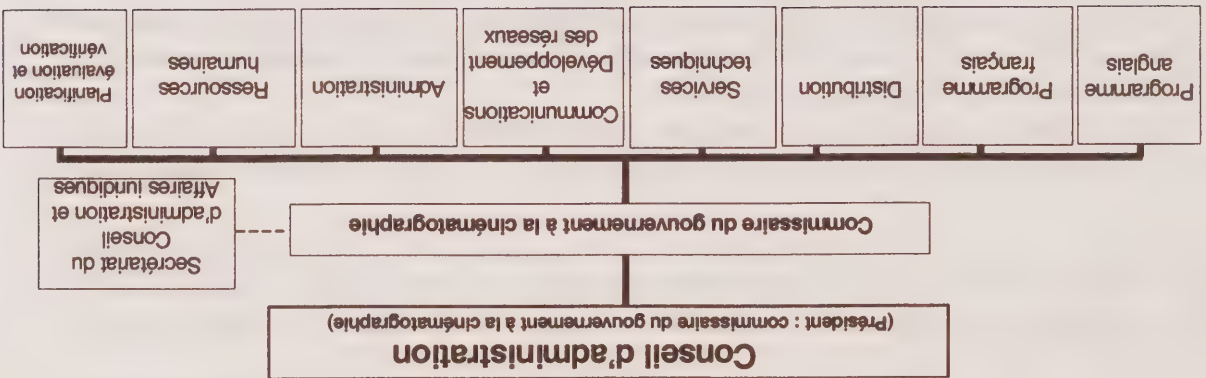 Conseil d'administration
(Président : commissaire du gouvernement à la cinématographie)
Commissaire du gouvernement à la cinématographie
Secrétariat du
Conseil
d'administration et
Affaires juridiques
Programme
anglais
Programme
français
Distribution
Services
techniques
Communications
et
Développement
des réseaux
Administration
Ressources
humaines
Planification
évaluation et
vérification